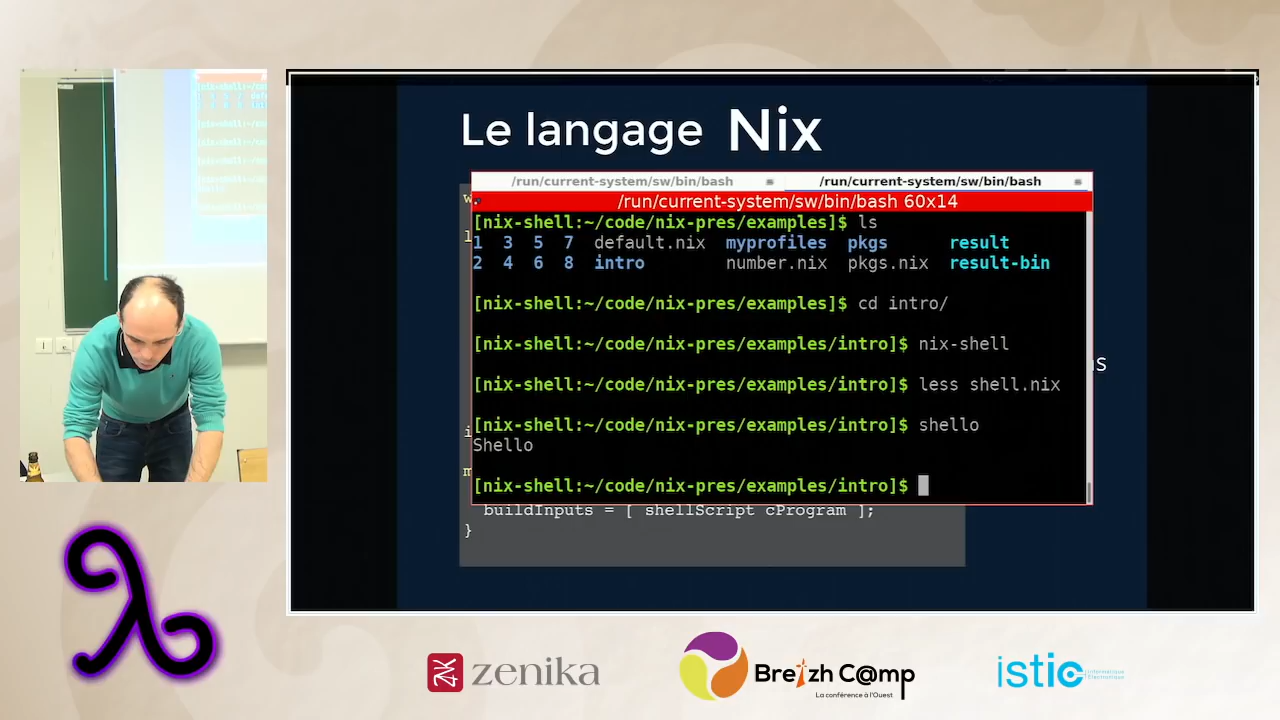 Le langage Nix
/run/current-system/sw/bin/bash /run/current-system/sw/bin/bash
/run/current-system/sw/bin/bash 60x14
[nix-shell:~/code/nix-pres/examples]$ ls
1 3 5 7 default.nix myprofiles pkgs result
2 4 6 8 intro number.nix pkgs.nix result-bin
[nix-shell:~/code/nix-pres/examples]$ cd intro/
[nix-shell:~/code/nix-pres/examples/intro]$ nix-shell
[nix-shell:~/code/nix-pres/examples/intro]$ less shell.nix
[nix-shell:~/code/nix-pres/examples/intro]$ shello
Shello
[nix-shell:~/code/nix-pres/examples/intro]$
buildInputs = [ shellScript cProgram ];
}
zenika
Breizh C@mp
La conférence à l'Ouest
istic